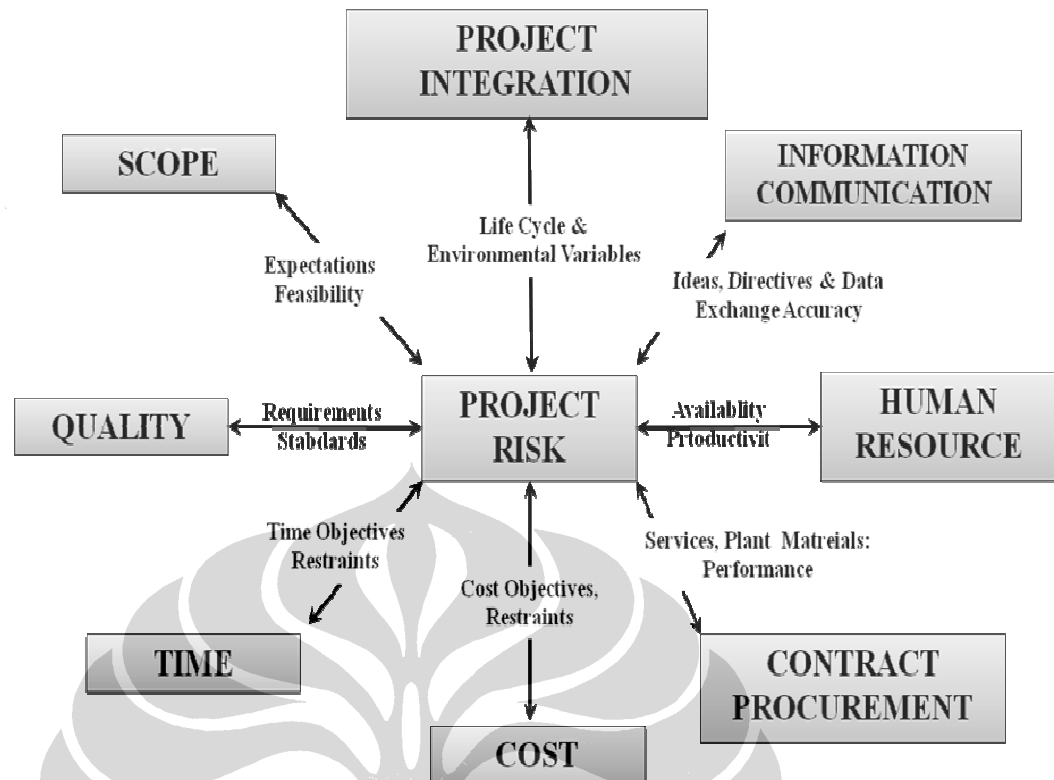 PROJECT
INTEGRATION
SCOPE
INFORMATION
COMMUNICATION
Life Cycle &
Environmental Variables
Expectations
Feasibility
Ideas, Directives & Data
Exchange Accuracy
QUALITY
Requirements
Stabdards
PROJECT
RISK
Availablity
Prtoductivit
HUMAN
RESOURCE
Time Objectives
Restraints
Cost Objectives,
Restraints
Services, Plant Matreials:
Performance
TIME
COST
CONTRACT
PROCUREMENT